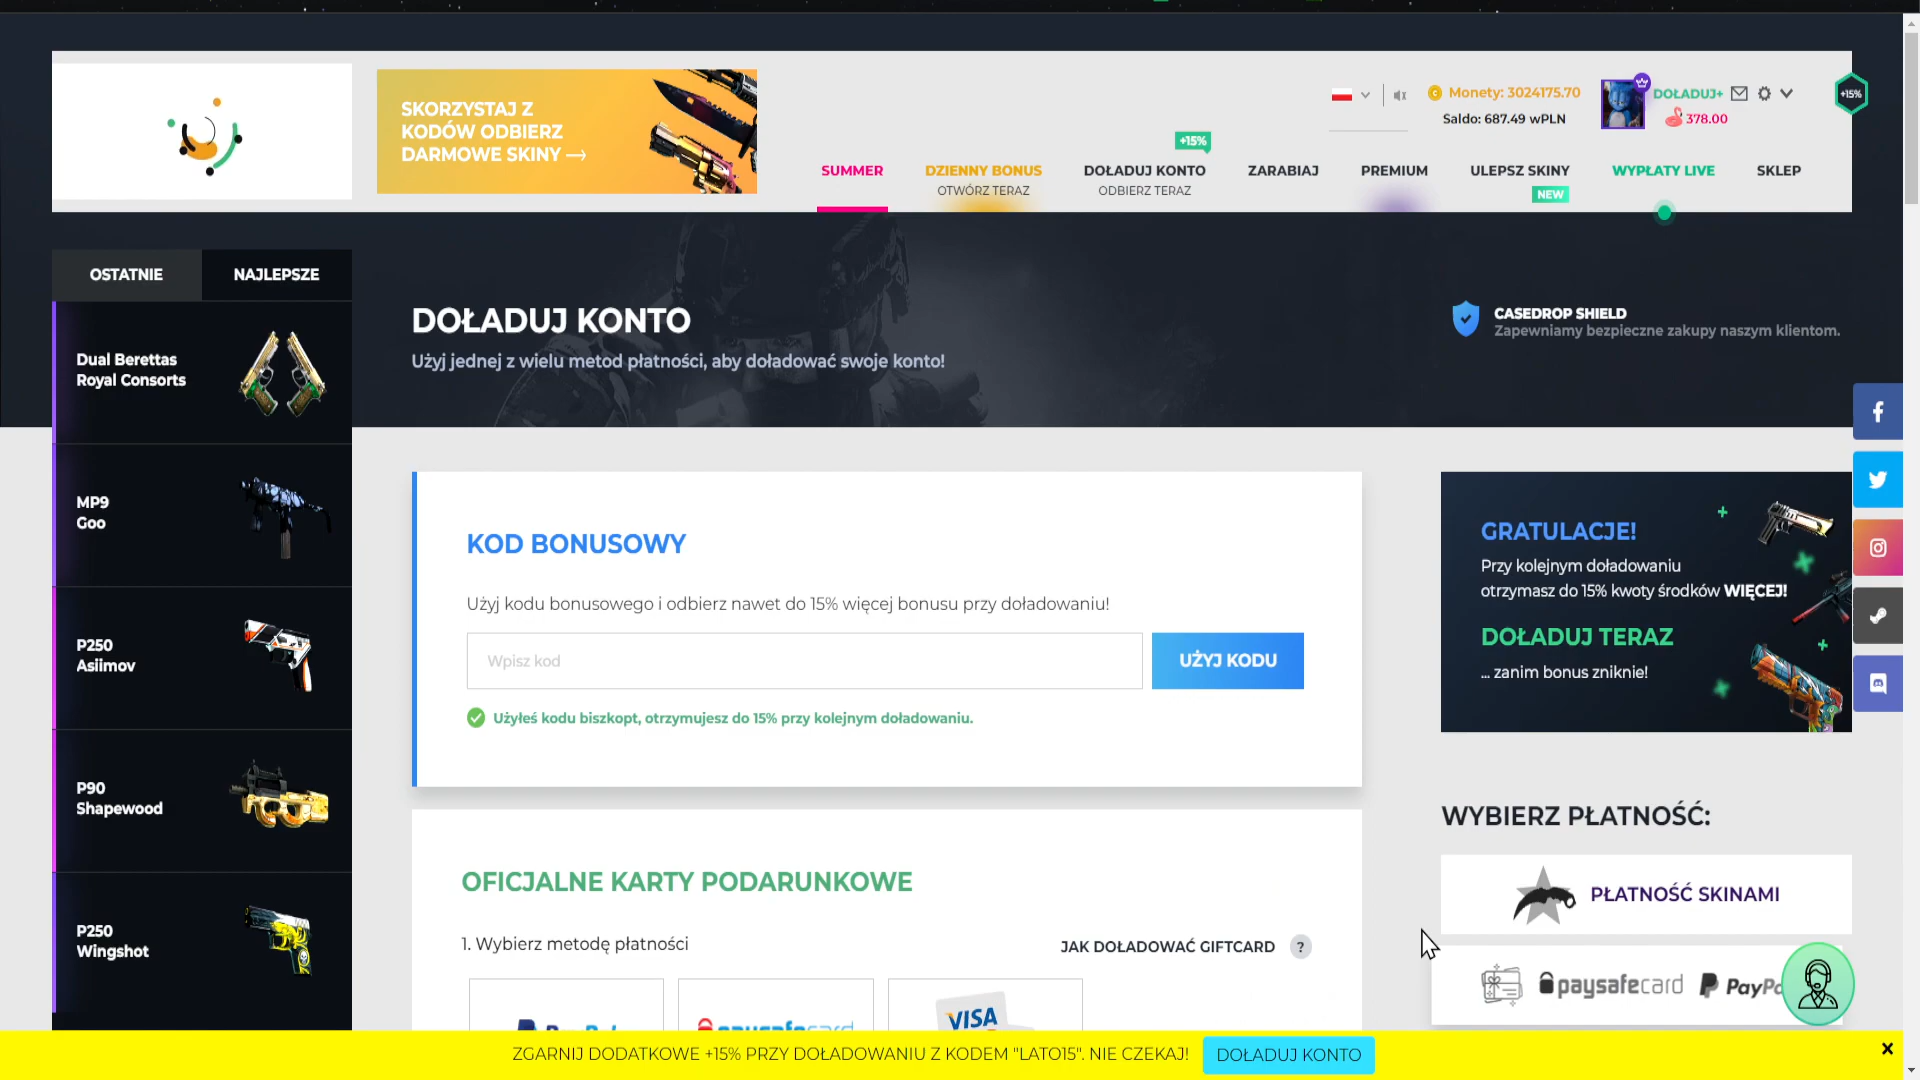 SKORZYSTAJ Z
KODÓW ODBIERZ
DARMOWE SKINY
Monety: 3024175.70
Saldo: 687.49 wPLN
DOŁADUJ+
378.00
+15%
+15%
SUMMER
DZIENNY BONUS
OTWÓRZ TERAZ
DOŁADUJ KONTO
ODBIERZ TERAZ
ZARABIAJ
PREMIUM
ULEPSZ SKINY
NEW
WYPŁATY LIVE
SKLEP
OSTATNIE
NAJLEPSZE
DOŁADUJ KONTO
Użyj jednej z wielu metod płatności, aby doładować swoje konto!
CASEDROP SHIELD
Zapewniamy bezpieczne zakupy naszym klientom.
Dual Berettas
Royal Consorts
MP9
Goo
P250
Asiimov
P90
Shapewood
P250
Wingshot
KOD BONUSOWY
Użyj kodu bonusowego i odbierz nawet do 15% więcej bonusu przy doładowaniu!
Wpisz kod
UŻYJ KODU
Użyłeś kodu biszkopt, otrzymujesz do 15% przy kolejnym doładowaniu.
GRATULACJE!
Przy kolejnym doładowaniu
otrzymasz do 15% kwoty środków WIĘCEJ!
DOŁADUJ TERAZ
... zanim bonus zniknie!
OFICJALNE KARTY PODARUNKOWE
1. Wybierz metodę płatności
JAK DOŁADOWAĆ GIFTCARD ?
VISA
WYBIERZ PŁATNOŚĆ:
PŁATNOŚĆ SKINAMI
paysafecard
ZGARNIJ DODATKOWE +15% PRZY DOŁADOWANIU Z KODEM "LATO15". NIE CZEKAJ!
DOŁADUJ KONTO